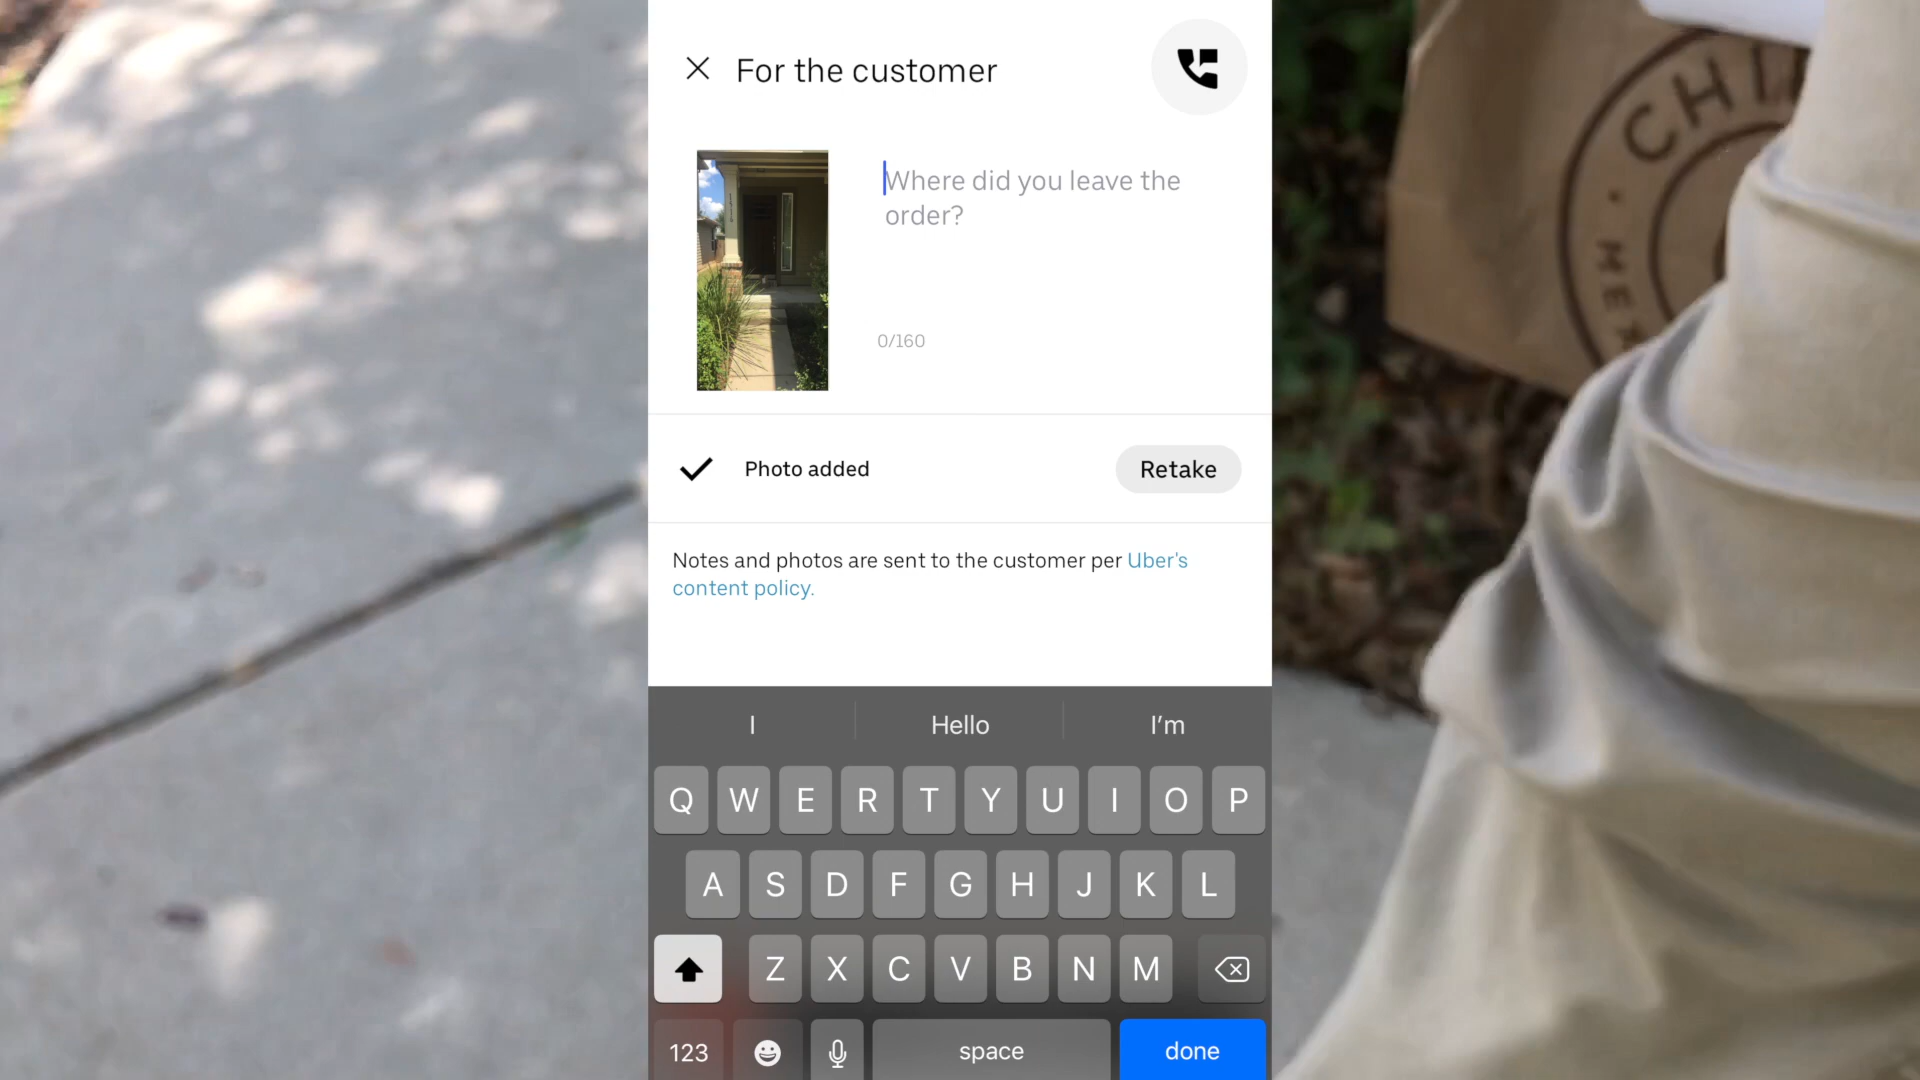 For the customer
Where did you leave the
order?
0/160
Photo added
Retake
Notes and photos are sent to the customer per Uber's
content policy.
I
Hello
I'm
Q W E R T Y U I O P
A S D F G H J K L
Z X C V B N M
123
space
done